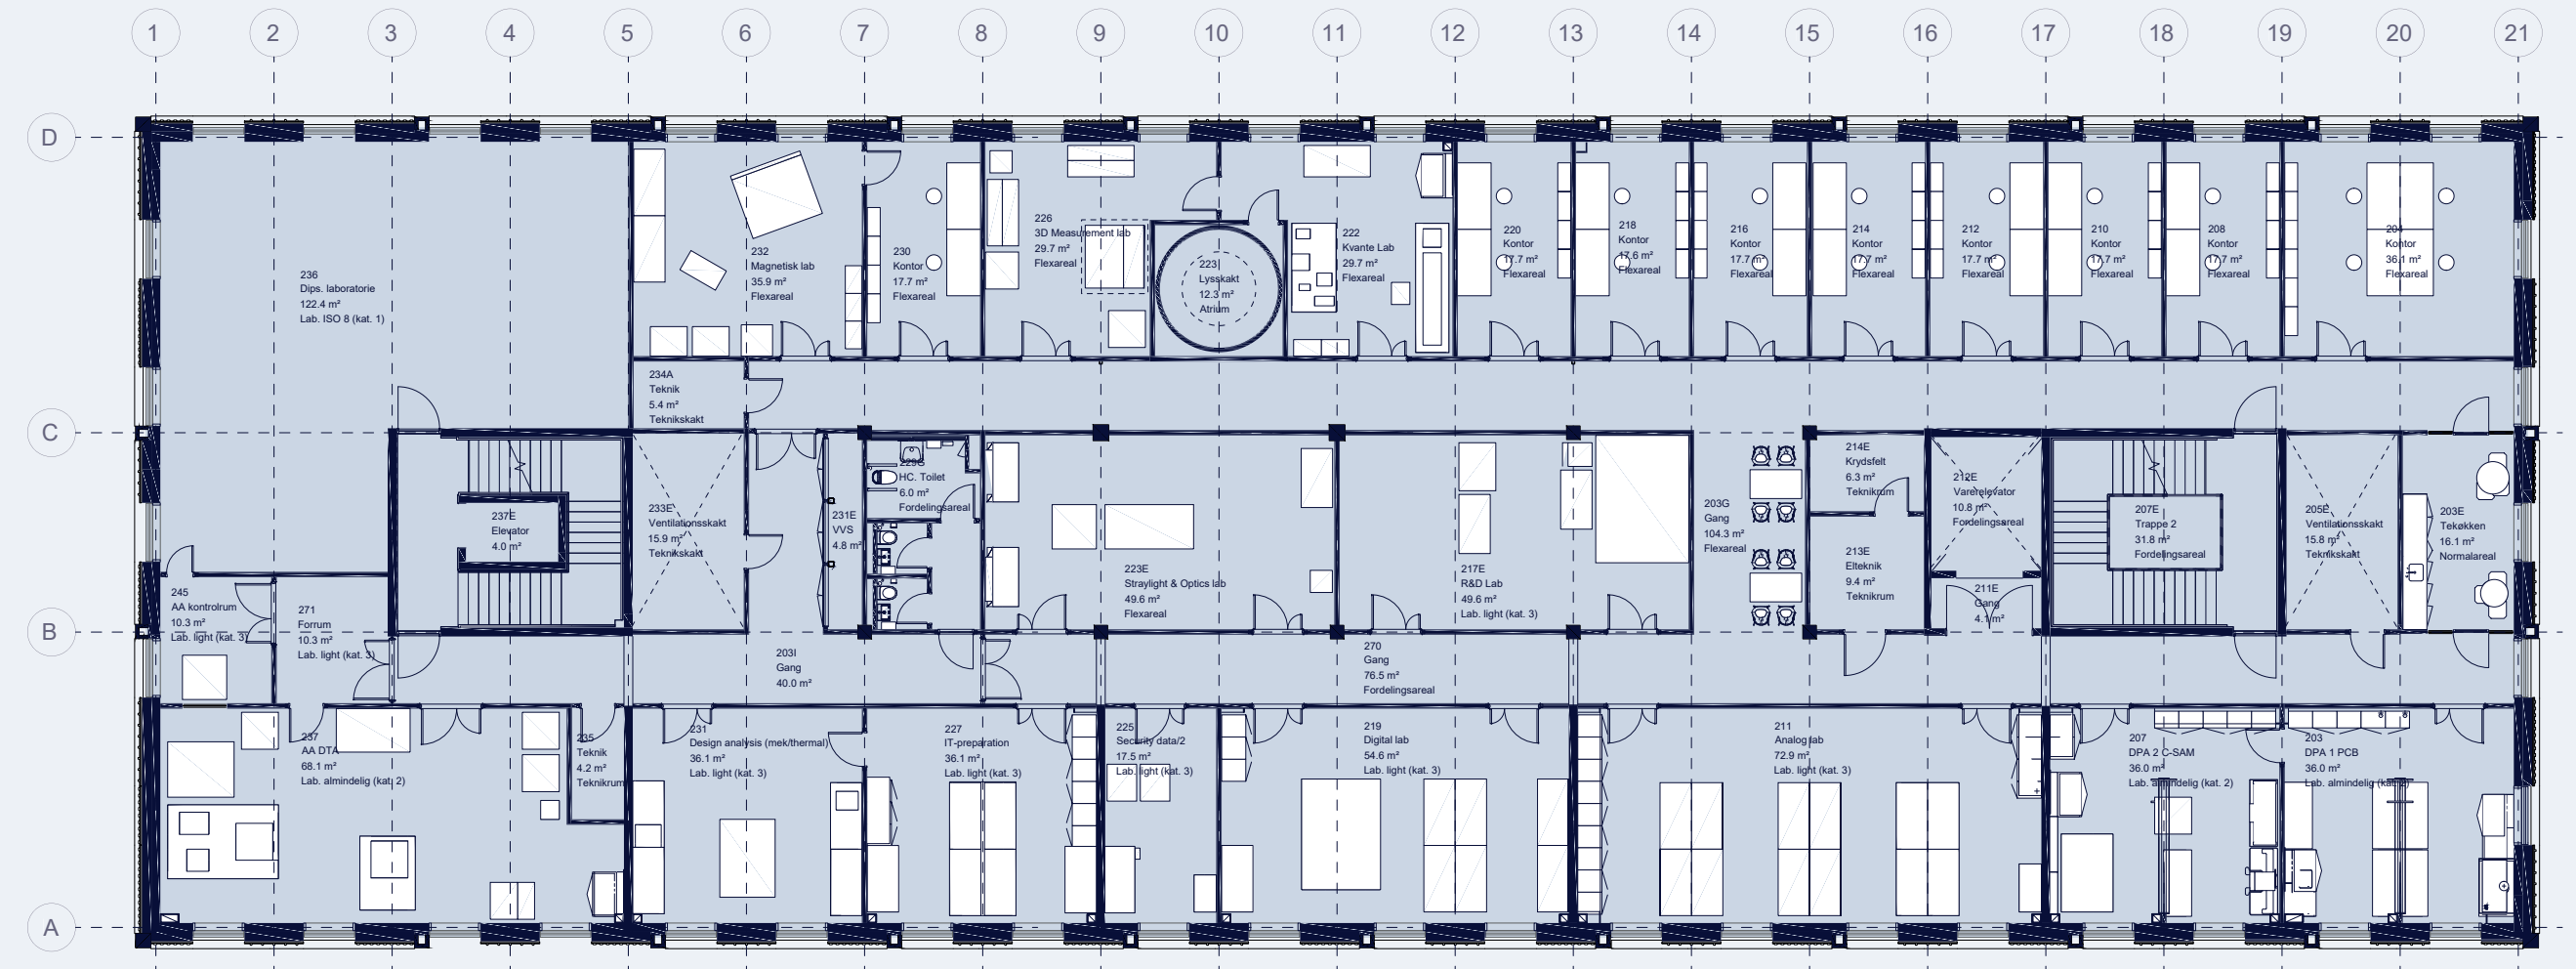 1
2
3
4
5
6
7
8
9
10
11
12
13
14
15
16
17
18
19
20
21
D
C
B
A
236
Dips. laboratorie
122.4 m²
Lab. ISO 8 (kat. 1)
232
Magnetisk lab
35.9 m²
Flexareal
230
Kontor
17.7 m²
Flexareal
226
3D Measurement lab
29.7 m²
Flexareal
223
Lysskakt
12.3 m²
Atrium
222
Kvante Lab
29.7 m²
Flexareal
220
Kontor
17.7 m²
Flexareal
218
Kontor
17.6 m²
Flexareal
216
Kontor
17.7 m²
Flexareal
214
Kontor
17.7 m²
Flexareal
212
Kontor
17.7 m²
Flexareal
210
Kontor
17.7 m²
Flexareal
208
Kontor
17.7 m²
Flexareal
204
Kontor
36.1 m²
Flexareal
234A
Teknik
5.4 m²
Teknikskakt
237E
Elevator
4.0 m²
233E
Ventilationsskakt
15.9 m²
Teknikskakt
231E
VVS
4.8 m²
229G
HC. Toilet
6.0 m²
Fordelingsareal
223E
Straylight & Optics lab
49.6 m²
Flexareal
217E
R&D Lab
49.6 m²
Lab. light (kat. 3)
203G
Gang
104.3 m²
Flexareal
214E
Krydsfelt
6.3 m²
Teknikrum
213E
Elteknik
9.4 m²
Teknikrum
212E
Vareelevator
10.8 m²
Fordelingsareal
211E
Gang
4.1 m²
207E
Trappe 2
31.8 m²
Fordelingsareal
205E
Ventilationsskakt
15.8 m²
Teknikskakt
203E
Tekøkken
16.1 m²
Normalareal
245
AA kontrolrum
10.3 m²
Lab. light (kat. 3)
271
Forrum
10.3 m²
Lab. light (kat. 3)
203I
Gang
40.0 m²
270
Gang
76.5 m²
Fordelingsareal
237
AA DTA
68.1 m²
Lab. almindelig (kat. 2)
235
Teknik
4.2 m²
Teknikrum
231
Design analysis (mek/thermal)
36.1 m²
Lab. light (kat. 3)
227
IT-preparation
36.1 m²
Lab. light (kat. 3)
225
Security data/2
17.5 m²
Lab. light (kat. 3)
219
Digital lab
54.6 m²
Lab. light (kat. 3)
211
Analog lab
72.9 m²
Lab. light (kat. 3)
207
DPA 2 C-SAM
36.0 m²
Lab. almindelig (kat. 2)
203
DPA 1 PCB
36.0 m²
Lab. almindelig (kat. 2)